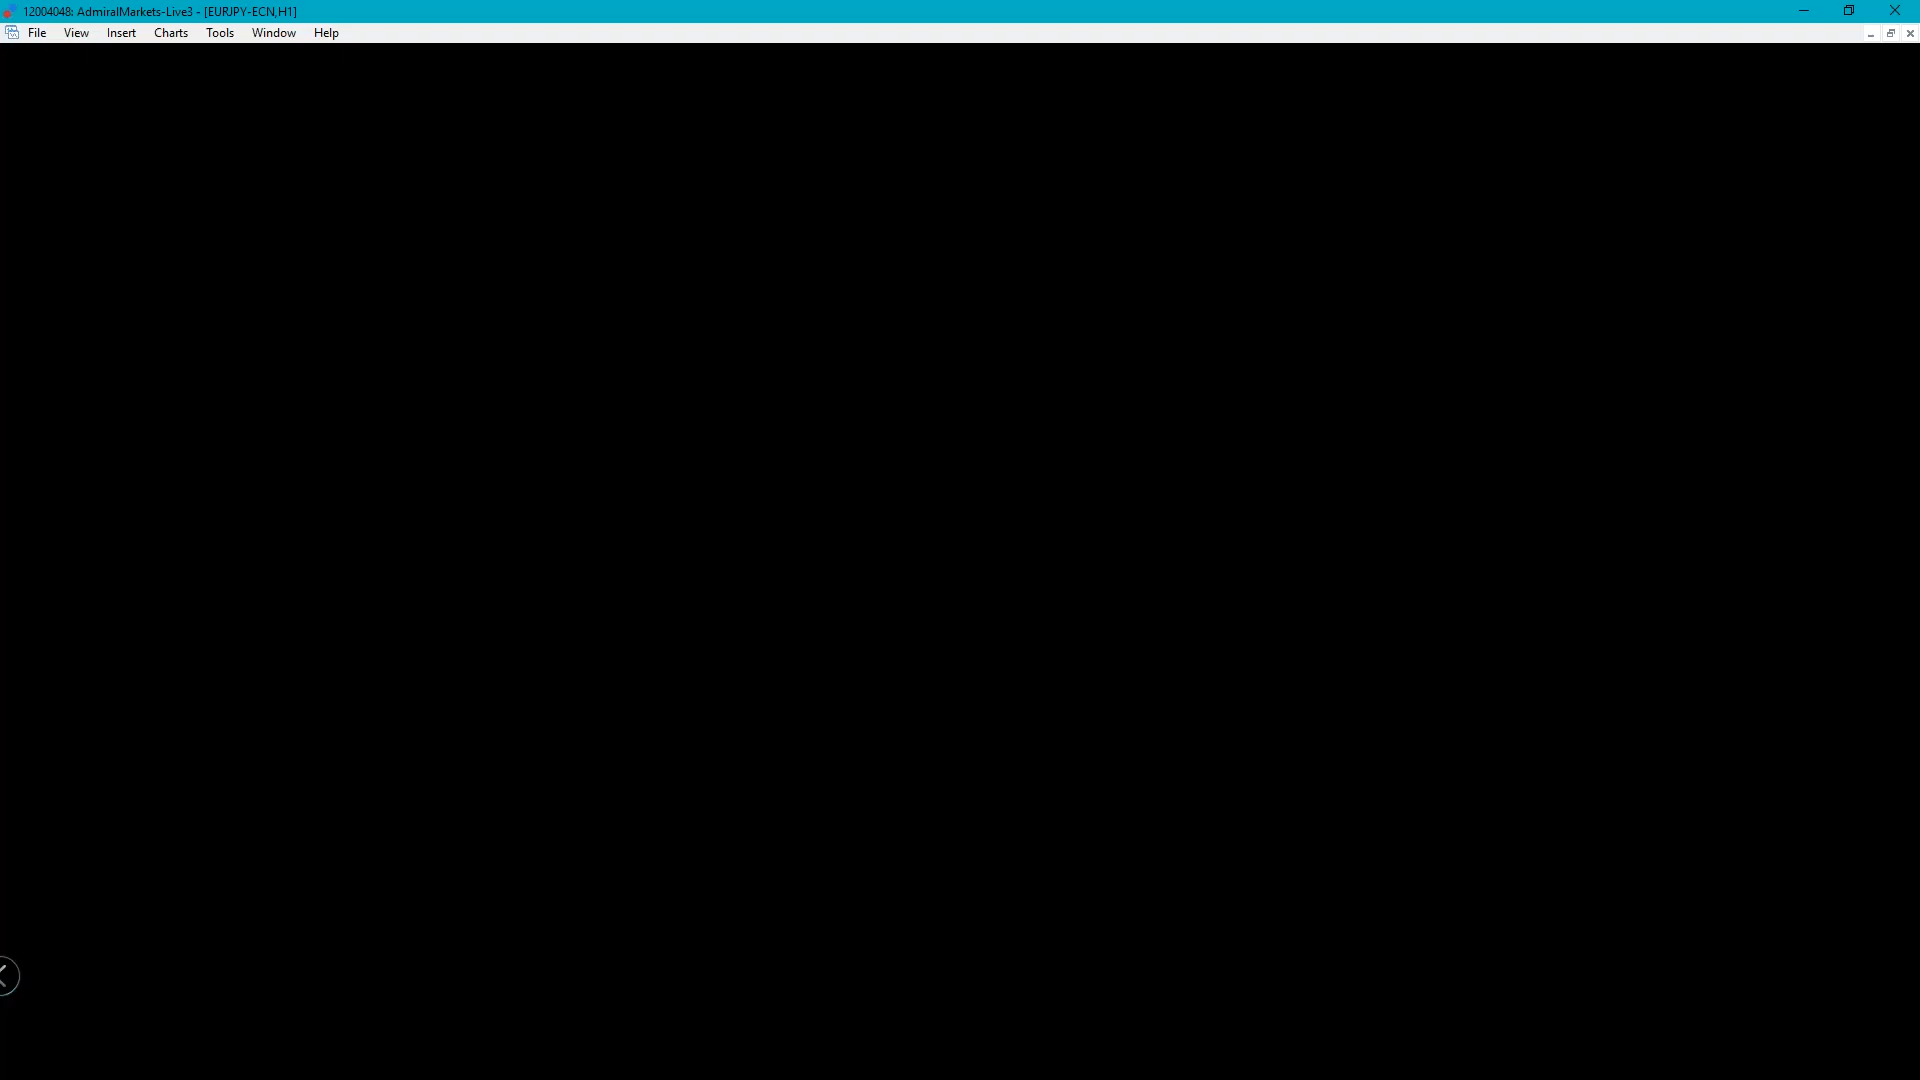 12004048: AdmiralMarkets-Live3 - [EURJPY-ECN,H1]
File View Insert Charts Tools Window Help